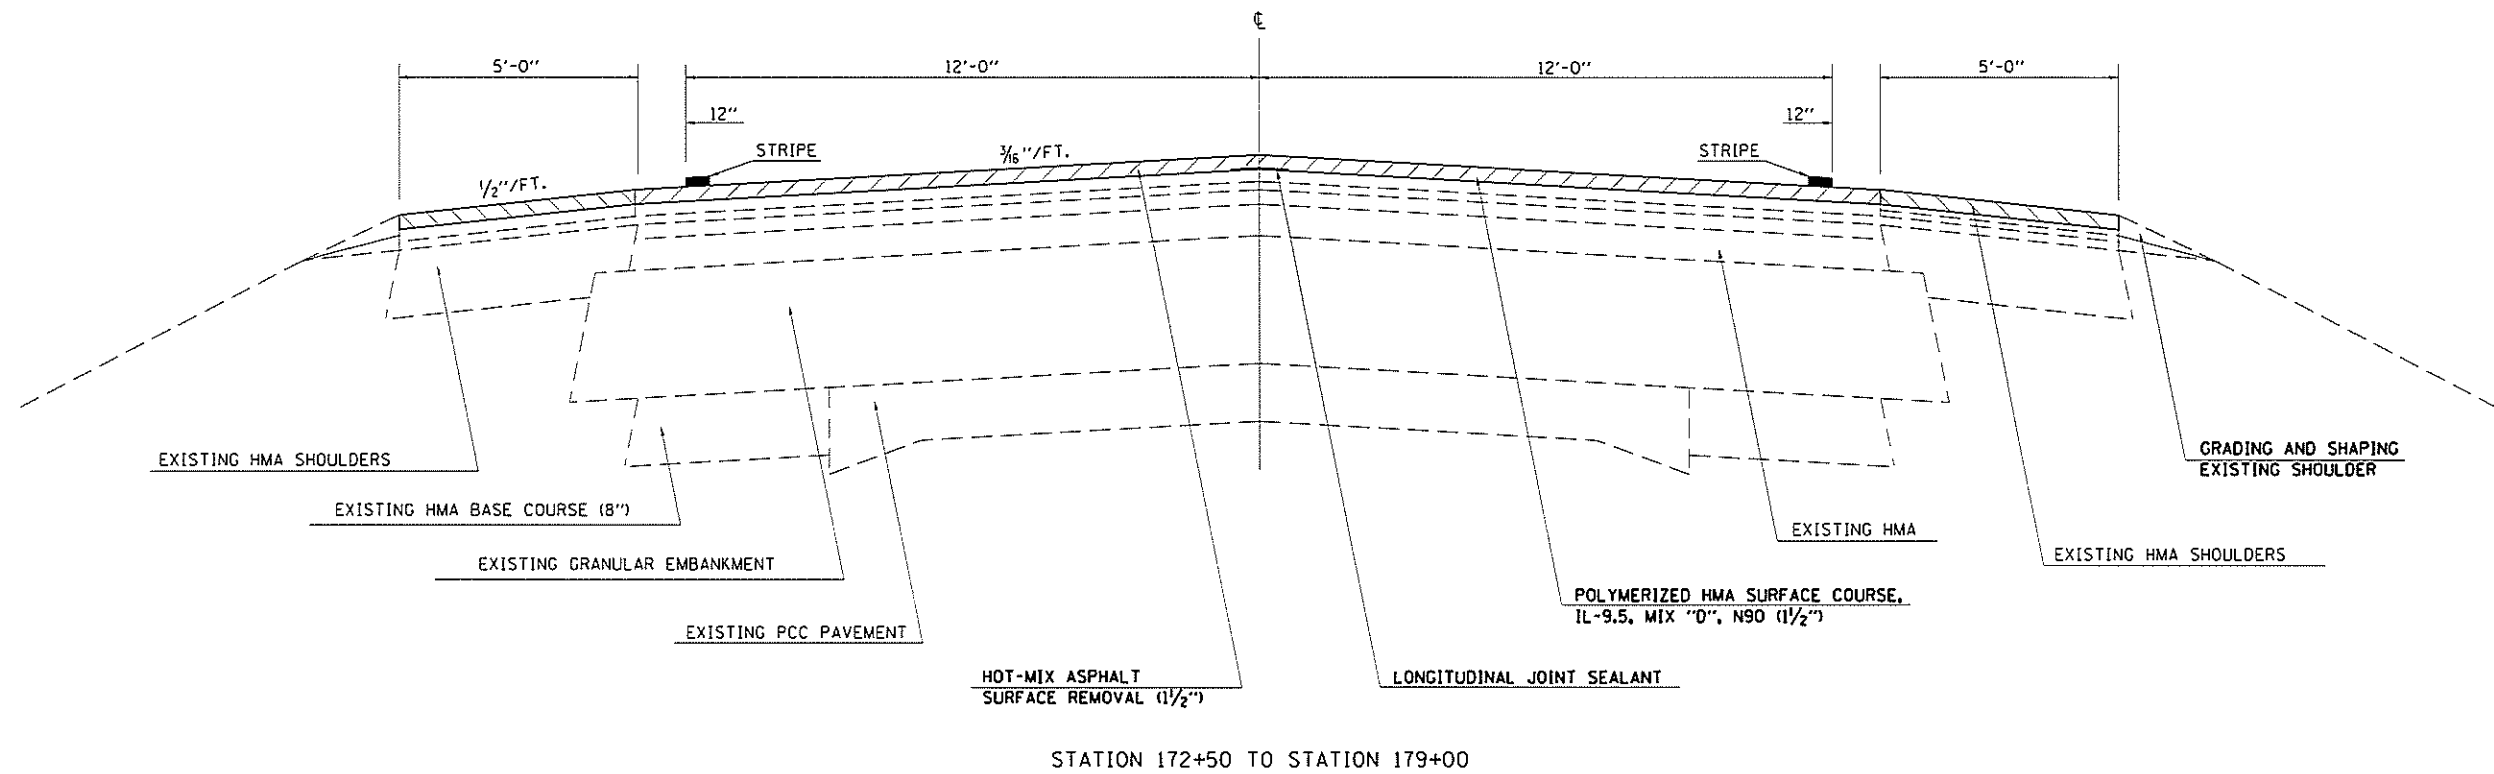 ℄
5'-0"
12'-0"
12'-0"
5'-0"
12"
12"
STRIPE
3/16"/FT.
STRIPE
1/2"/FT.
EXISTING HMA SHOULDERS
GRADING AND SHAPING
EXISTING SHOULDER
EXISTING HMA BASE COURSE (8")
EXISTING HMA
EXISTING HMA SHOULDERS
EXISTING GRANULAR EMBANKMENT
POLYMERIZED HMA SURFACE COURSE,
IL-9.5, MIX "D", N90 (1 1/2")
EXISTING PCC PAVEMENT
HOT-MIX ASPHALT
SURFACE REMOVAL (1 1/2")
LONGITUDINAL JOINT SEALANT
STATION 172+50 TO STATION 179+00